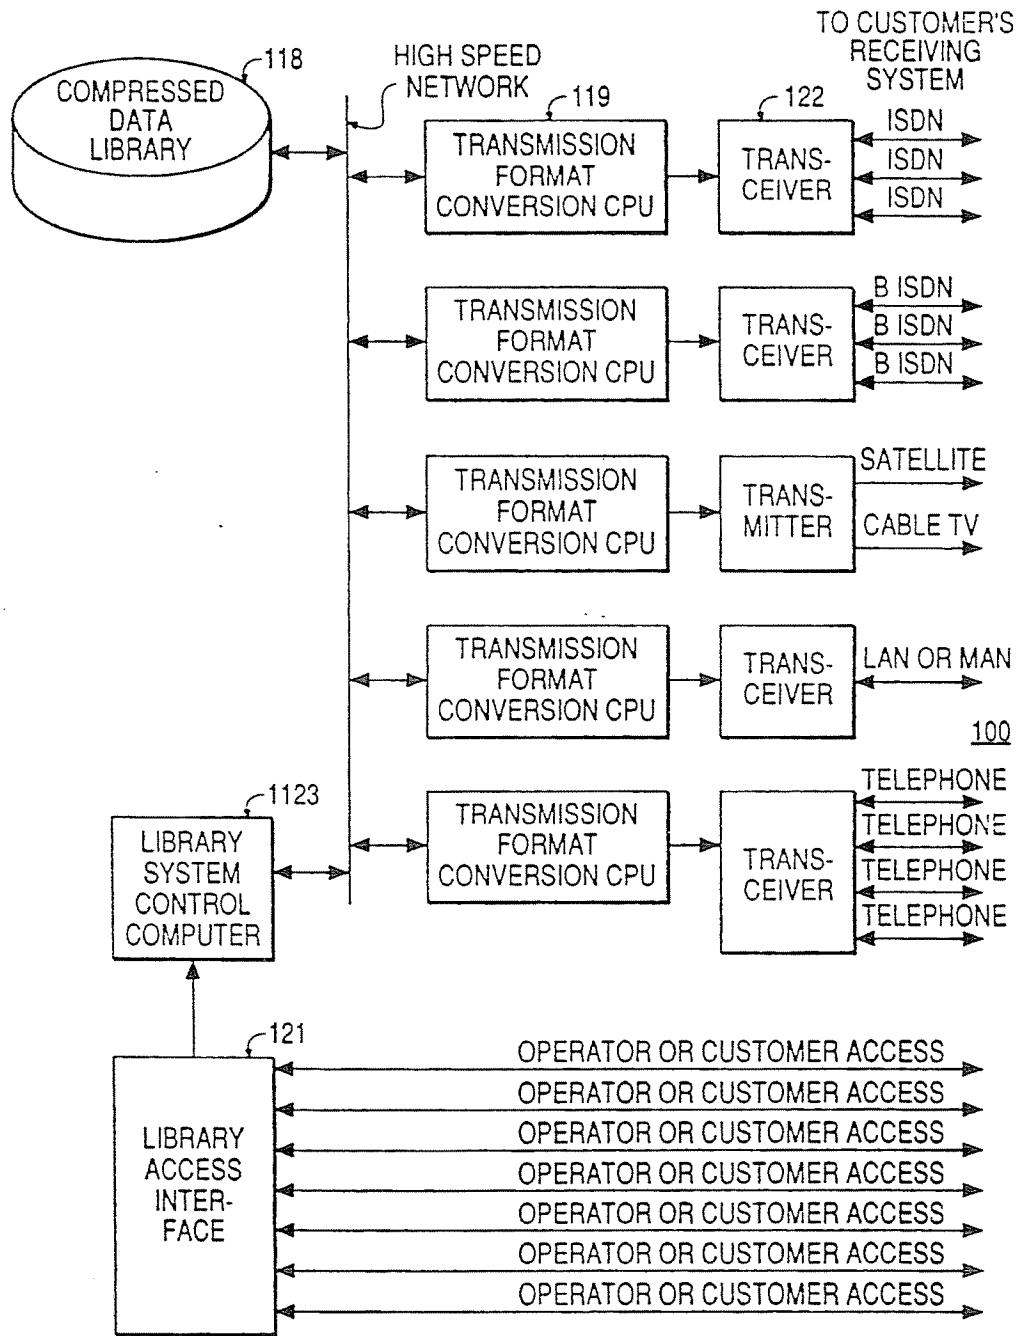 TO CUSTOMER'S
RECEIVING
SYSTEM
118
COMPRESSED
DATA
LIBRARY
HIGH SPEED
NETWORK
119
TRANSMISSION
FORMAT
CONVERSION CPU
122
TRANS-
CEIVER
ISDN
ISDN
ISDN
TRANSMISSION
FORMAT
CONVERSION CPU
TRANS-
CEIVER
B ISDN
B ISDN
B ISDN
TRANSMISSION
FORMAT
CONVERSION CPU
TRANS-
MITTER
SATELLITE
CABLE TV
TRANSMISSION
FORMAT
CONVERSION CPU
TRANS-
CEIVER
LAN OR MAN
100
1123
LIBRARY
SYSTEM
CONTROL
COMPUTER
TRANSMISSION
FORMAT
CONVERSION CPU
TRANS-
CEIVER
TELEPHONE
TELEPHONE
TELEPHONE
TELEPHONE
121
LIBRARY
ACCESS
INTER-
FACE
OPERATOR OR CUSTOMER ACCESS
OPERATOR OR CUSTOMER ACCESS
OPERATOR OR CUSTOMER ACCESS
OPERATOR OR CUSTOMER ACCESS
OPERATOR OR CUSTOMER ACCESS
OPERATOR OR CUSTOMER ACCESS
OPERATOR OR CUSTOMER ACCESS